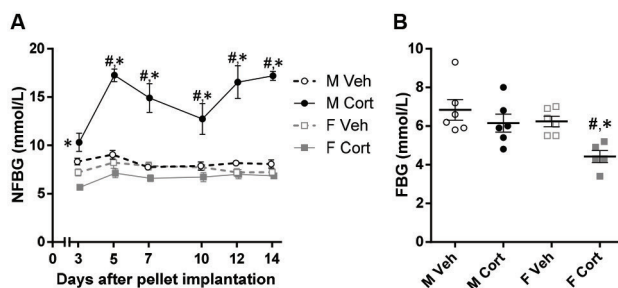 A
NFBG (mmol/L)
20
15
10
5
0
*
#,*
#,*
#,*
#,*
#,*
0 3 5 7 10 12 14
Days after pellet implantation
M Veh
M Cort
F Veh
F Cort
B
FBG (mmol/L)
10
8
6
4
2
0
#,*
M Veh
M Cort
F Veh
F Cort